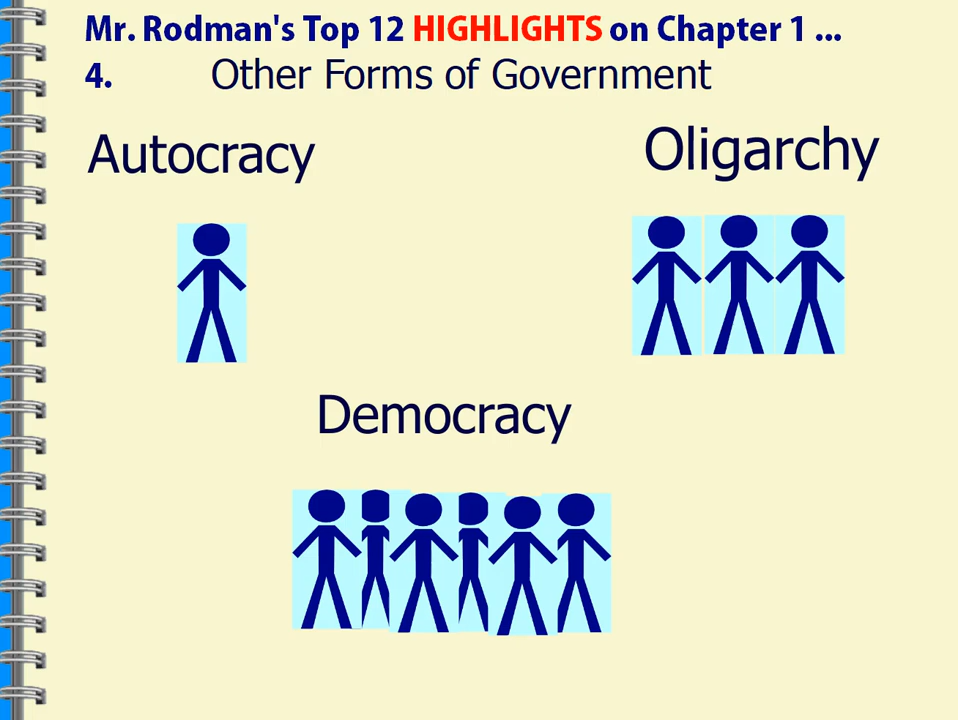 Mr. Rodman's Top 12 HIGHLIGHTS on Chapter 1 ...
4. Other Forms of Government
Autocracy
Oligarchy
Democracy